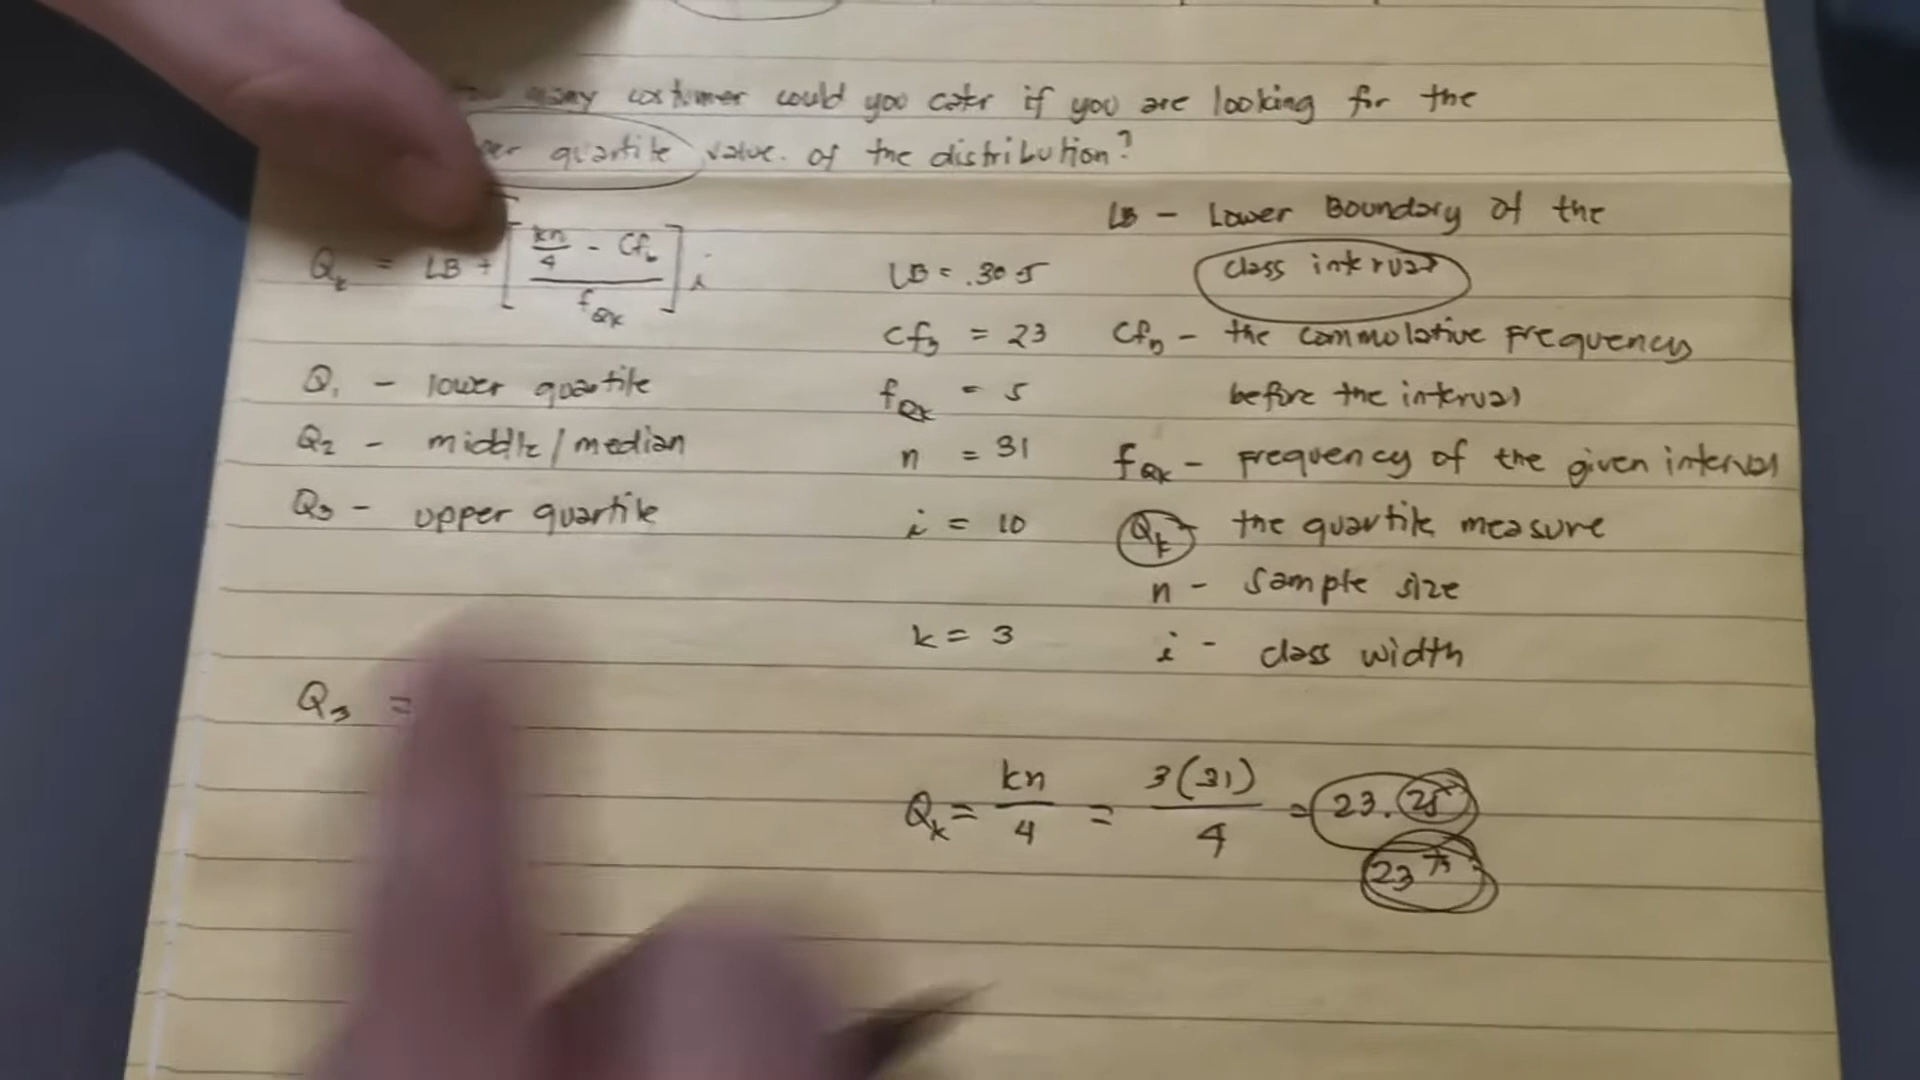 many costumer could you cater if you are looking for the
quartile value. of the distribution?
LB - Lower Boundary of the
class interval
Qk = LB + [ kn/4 - Cfb / fQk ] i
LB = .30.5
Cfb = 23 Cfb - the commolative frequency
before the interval
Q1 - lower quartile
fQk = 5
Q2 - middle/median
n = 31 fQk - frequency of the given interval
Q3 - upper quartile
i = 10 Qk - the quartile measure
n - sample size
k = 3 i - class width
Q3 =
Qk = kn/4 = 3(31)/4 = 23.25
23